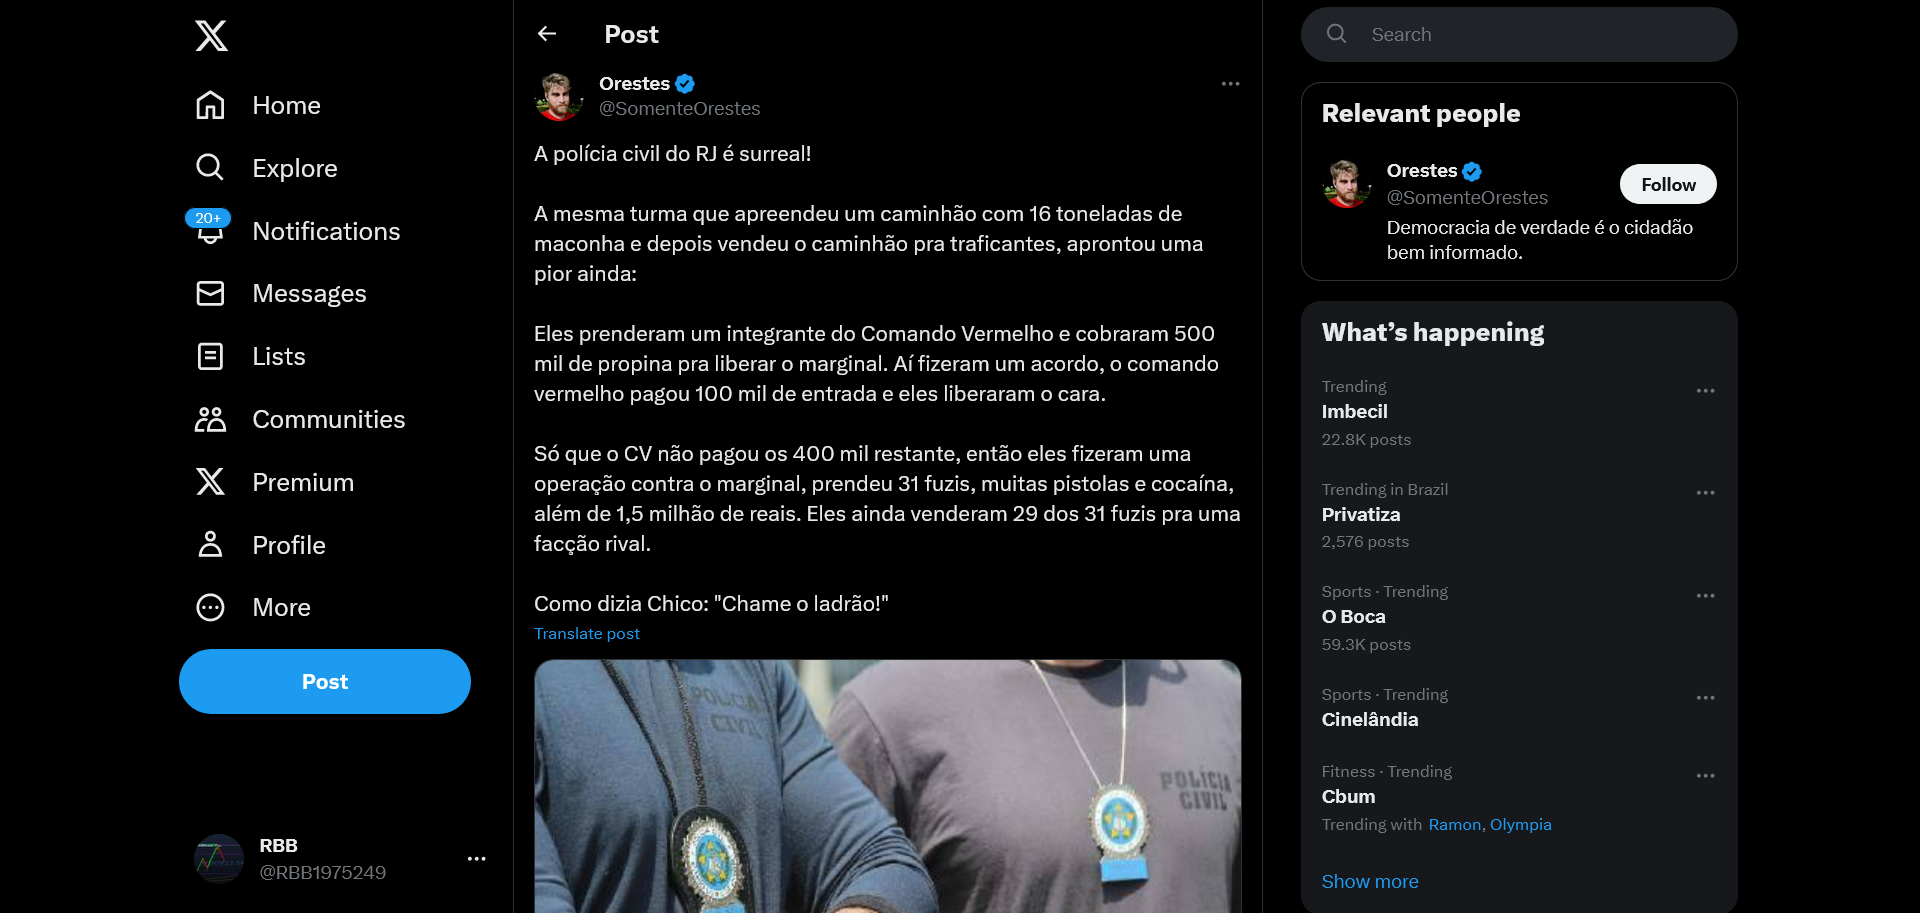 Home
Explore
20+
Notifications
Messages
Lists
Communities
Premium
Profile
More
Post
RBB
@RBB1975249
Post
Orestes
@SomenteOrestes
A polícia civil do RJ é surreal!
A mesma turma que apreendeu um caminhão com 16 toneladas de
maconha e depois vendeu o caminhão pra traficantes, aprontou uma
pior ainda:
Eles prenderam um integrante do Comando Vermelho e cobraram 500
mil de propina pra liberar o marginal. Aí fizeram um acordo, o comando
vermelho pagou 100 mil de entrada e eles liberaram o cara.
Só que o CV não pagou os 400 mil restante, então eles fizeram uma
operação contra o marginal, prendeu 31 fuzis, muitas pistolas e cocaína,
além de 1,5 milhão de reais. Eles ainda venderam 29 dos 31 fuzis pra uma
facção rival.
Como dizia Chico: "Chame o ladrão!"
Translate post
POLÍCIA
CIVIL
POLÍCIA
CIVIL
Search
Relevant people
Orestes
@SomenteOrestes
Follow
Democracia de verdade é o cidadão
bem informado.
What's happening
Trending
Imbecil
22.8K posts
Trending in Brazil
Privatiza
2,576 posts
Sports · Trending
O Boca
59.3K posts
Sports · Trending
Cinelândia
Fitness · Trending
Cbum
Trending with Ramon, Olympia
Show more